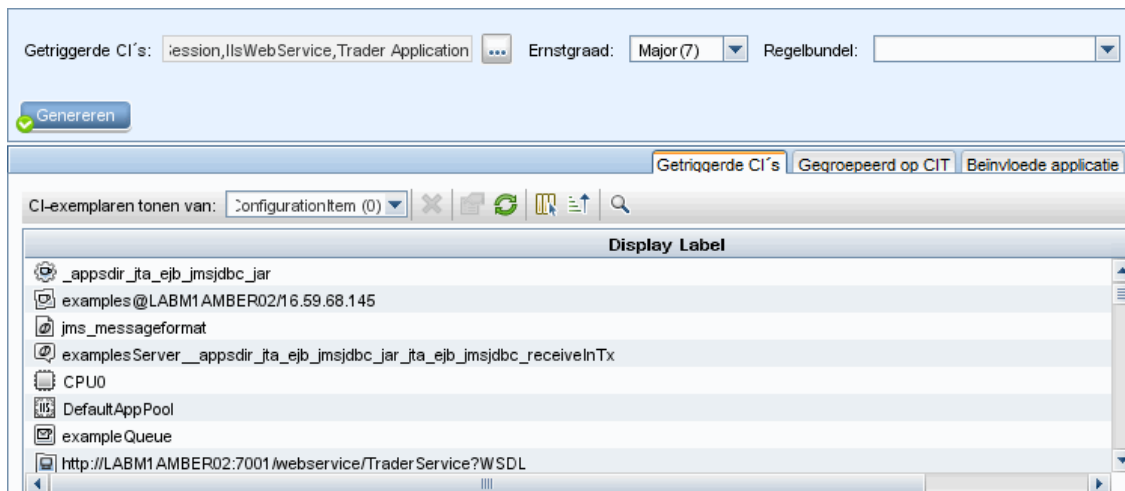 Getriggerde CI´s: ession,IIsWebService,Trader Application ... Ernstgraad: Major(7) Regelbundel:
Genereren
Getriggerde CI´s Gegroepeerd op CIT Beïnvloede applicatie
CI-exemplaren tonen van: ConfigurationItem (0)
Display Label
_appsdir_jta_ejb_jmsjdbc_jar
examples@LABM1AMBER02/16.59.68.145
jms_messageformat
examplesServer__appsdir_jta_ejb_jmsjdbc_jar_jta_ejb_jmsjdbc_receiveInTx
CPU0
DefaultAppPool
exampleQueue
http://LABM1AMBER02:7001/webservice/TraderService?WSDL